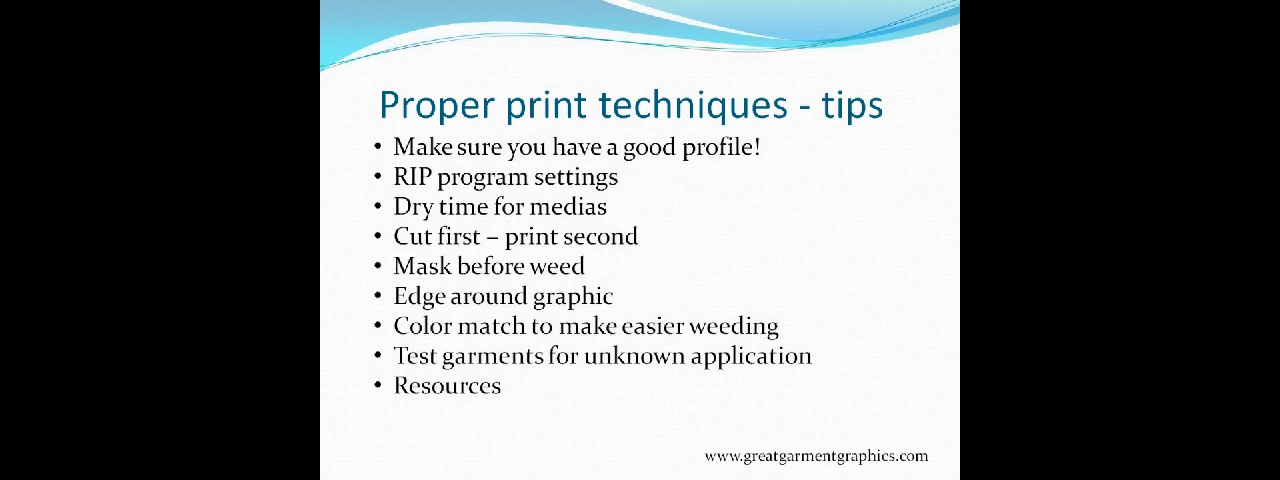 Proper print techniques - tips
• Make sure you have a good profile!
• RIP program settings
• Dry time for medias
• Cut first – print second
• Mask before weed
• Edge around graphic
• Color match to make easier weeding
• Test garments for unknown application
• Resources
www.greatgarmentgraphics.com